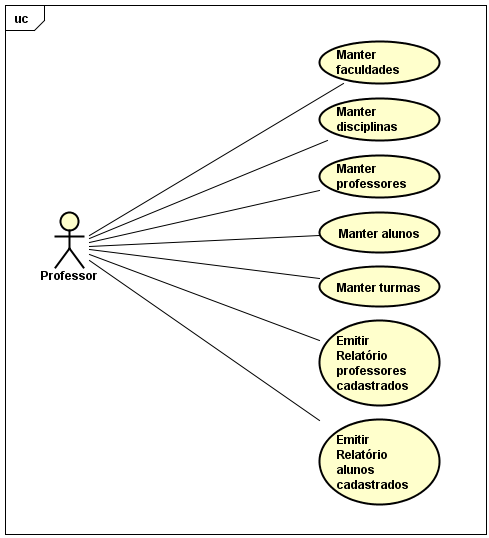 uc
Manter
faculdades
Manter
disciplinas
Manter
professores
Manter alunos
Professor
Manter turmas
Emitir
Relatório
professores
cadastrados
Emitir
Relatório
alunos
cadastrados